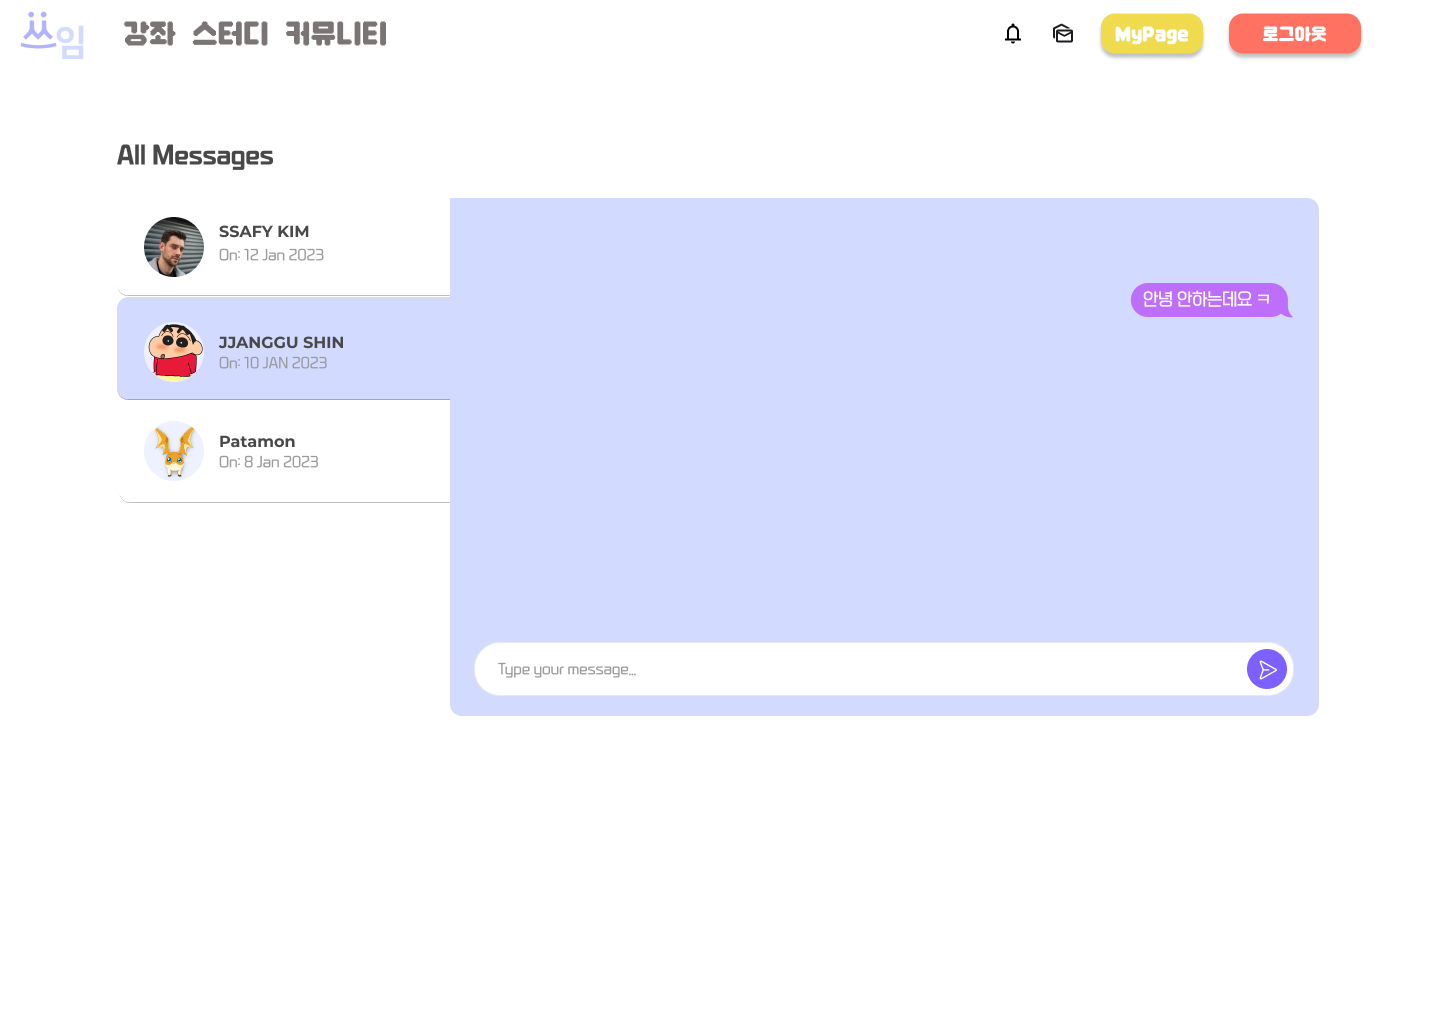 쓰임
강좌 스터디 커뮤니티
MyPage
로그아웃
All Messages
SSAFY KIM
On: 12 Jan 2023
JJANGGU SHIN
On: 10 JAN 2023
Patamon
On: 8 Jan 2023
안녕 안하는데요 ㅋ
Type your message...